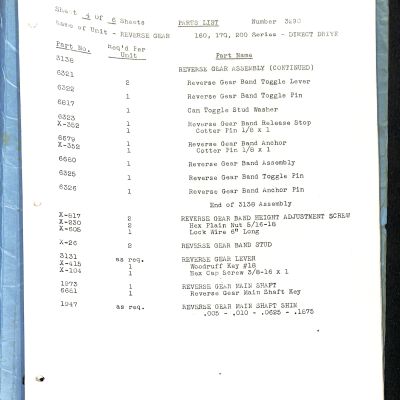 Sheet 4 of 6 Sheets PARTS LIST Number 3490
Name of Unit - REVERSE GEAR 160, 170, 200 Series - DIRECT DRIVE
Part No. Req'd Per Unit Part Name
3136 REVERSE GEAR ASSEMBLY (CONTINUED)
6321 2 Reverse Gear Band Toggle Lever
6322 1 Reverse Gear Band Toggle Pin
6617 1 Cam Toggle Stud Washer
6323 1 Reverse Gear Band Release Stop
X-352 1 Cotter Pin 1/8 x 1
6679 1 Reverse Gear Band Anchor
X-352 1 Cotter Pin 1/8 x 1
6680 1 Reverse Gear Band Assembly
6325 1 Reverse Gear Band Toggle Pin
6326 1 Reverse Gear Band Anchor Pin
End of 3136 Assembly
X-617 2 REVERSE GEAR BAND HEIGHT ADJUSTMENT SCREW
X-230 2 Hex Plain Nut 5/16-18
X-605 1 Lock Wire 6" Long
X-26 2 REVERSE GEAR BAND STUD
3131 as req. REVERSE GEAR LEVER
X-415 1 Woodruff Key #18
X-104 1 Hex Cap Screw 3/8-16 x 1
1973 1 REVERSE GEAR MAIN SHAFT
6681 1 Reverse Gear Main Shaft Key
1947 as req. REVERSE GEAR MAIN SHAFT SHIM
.005 - .010 - .0625 - .1875